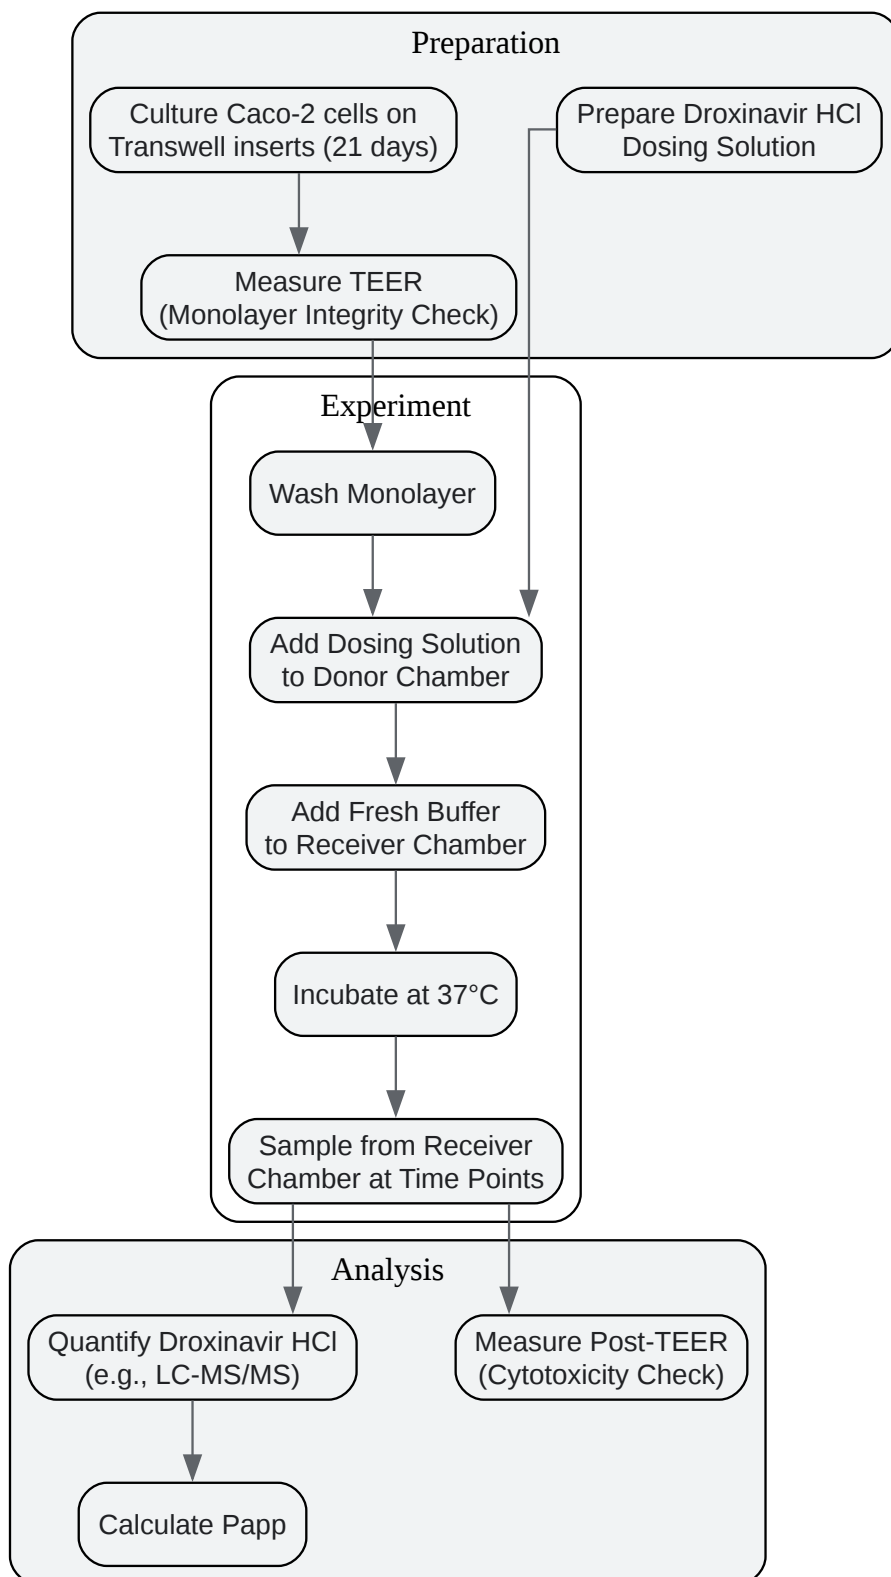 Preparation
Culture Caco-2 cells on
Transwell inserts (21 days)
Prepare Droxinavir HCl
Dosing Solution
Measure TEER
(Monolayer Integrity Check)
Experiment
Wash Monolayer
Add Dosing Solution
to Donor Chamber
Add Fresh Buffer
to Receiver Chamber
Incubate at 37°C
Sample from Receiver
Chamber at Time Points
Analysis
Quantify Droxinavir HCl
(e.g., LC-MS/MS)
Measure Post-TEER
(Cytotoxicity Check)
Calculate Papp